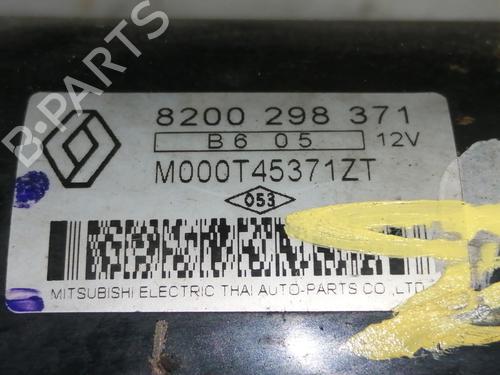 8200 298 371
B6 05 12V
M000T45371ZT
053
MITSUBISHI ELECTRIC THAI AUTO-PARTS CO.,LTD.
B-PARTS